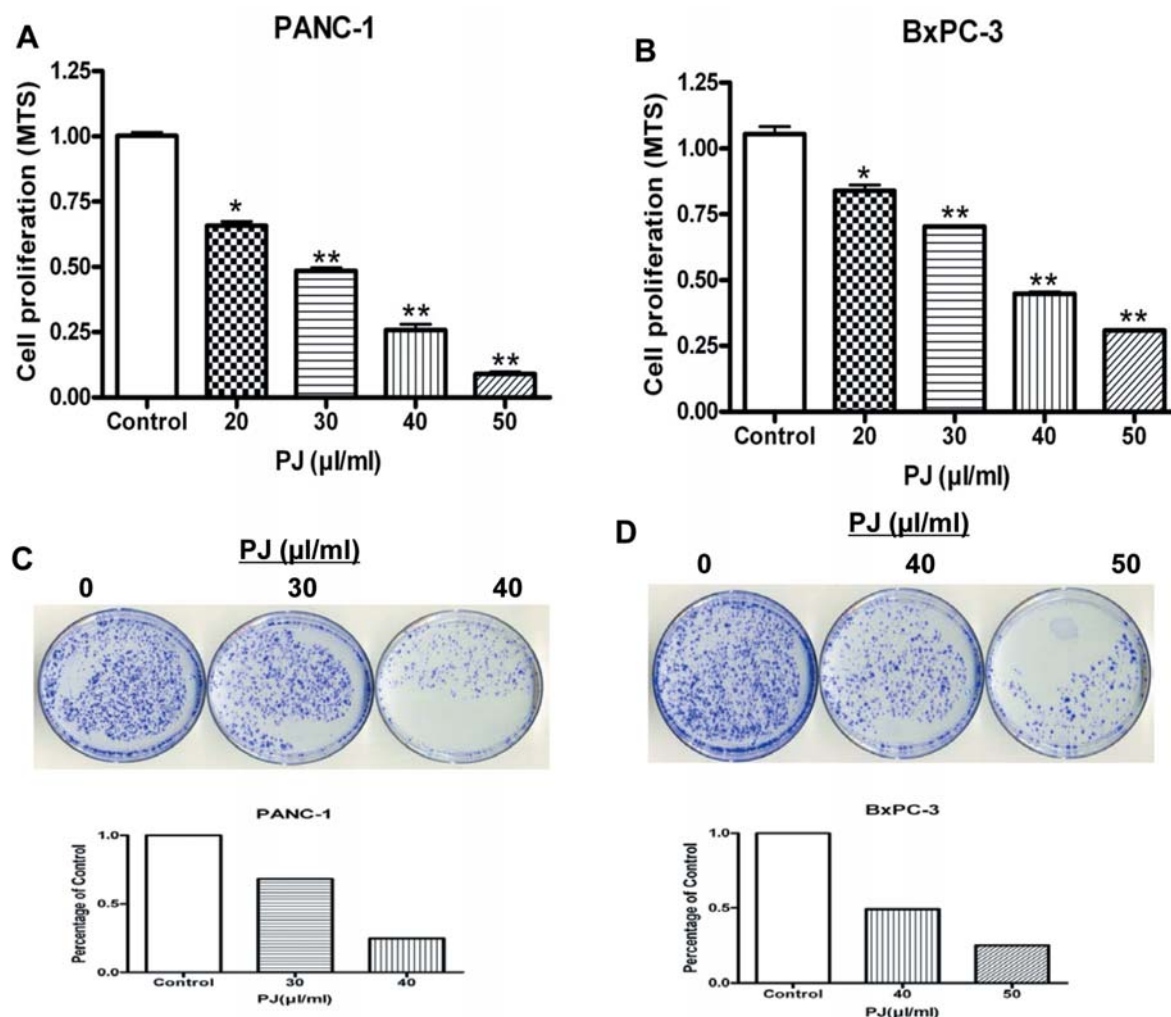 A
PANC-1
Cell proliferation (MTS)
1.25
1.00
0.75
0.50
0.25
0.00
*
**
**
**
Control 20 30 40 50
PJ (µl/ml)
B
BxPC-3
Cell proliferation (MTS)
1.25
1.00
0.75
0.50
0.25
0.00
*
**
**
**
Control 20 30 40 50
PJ (µl/ml)
C
PJ (µl/ml)
0 30 40
PANC-1
Percentage of Control
1.0
0.5
0.0
Control 30 40
PJ(µl/ml)
D
PJ (µl/ml)
0 40 50
BxPC-3
Percentage of Control
1.0
0.5
0.0
Control 40 50
PJ(µl/ml)